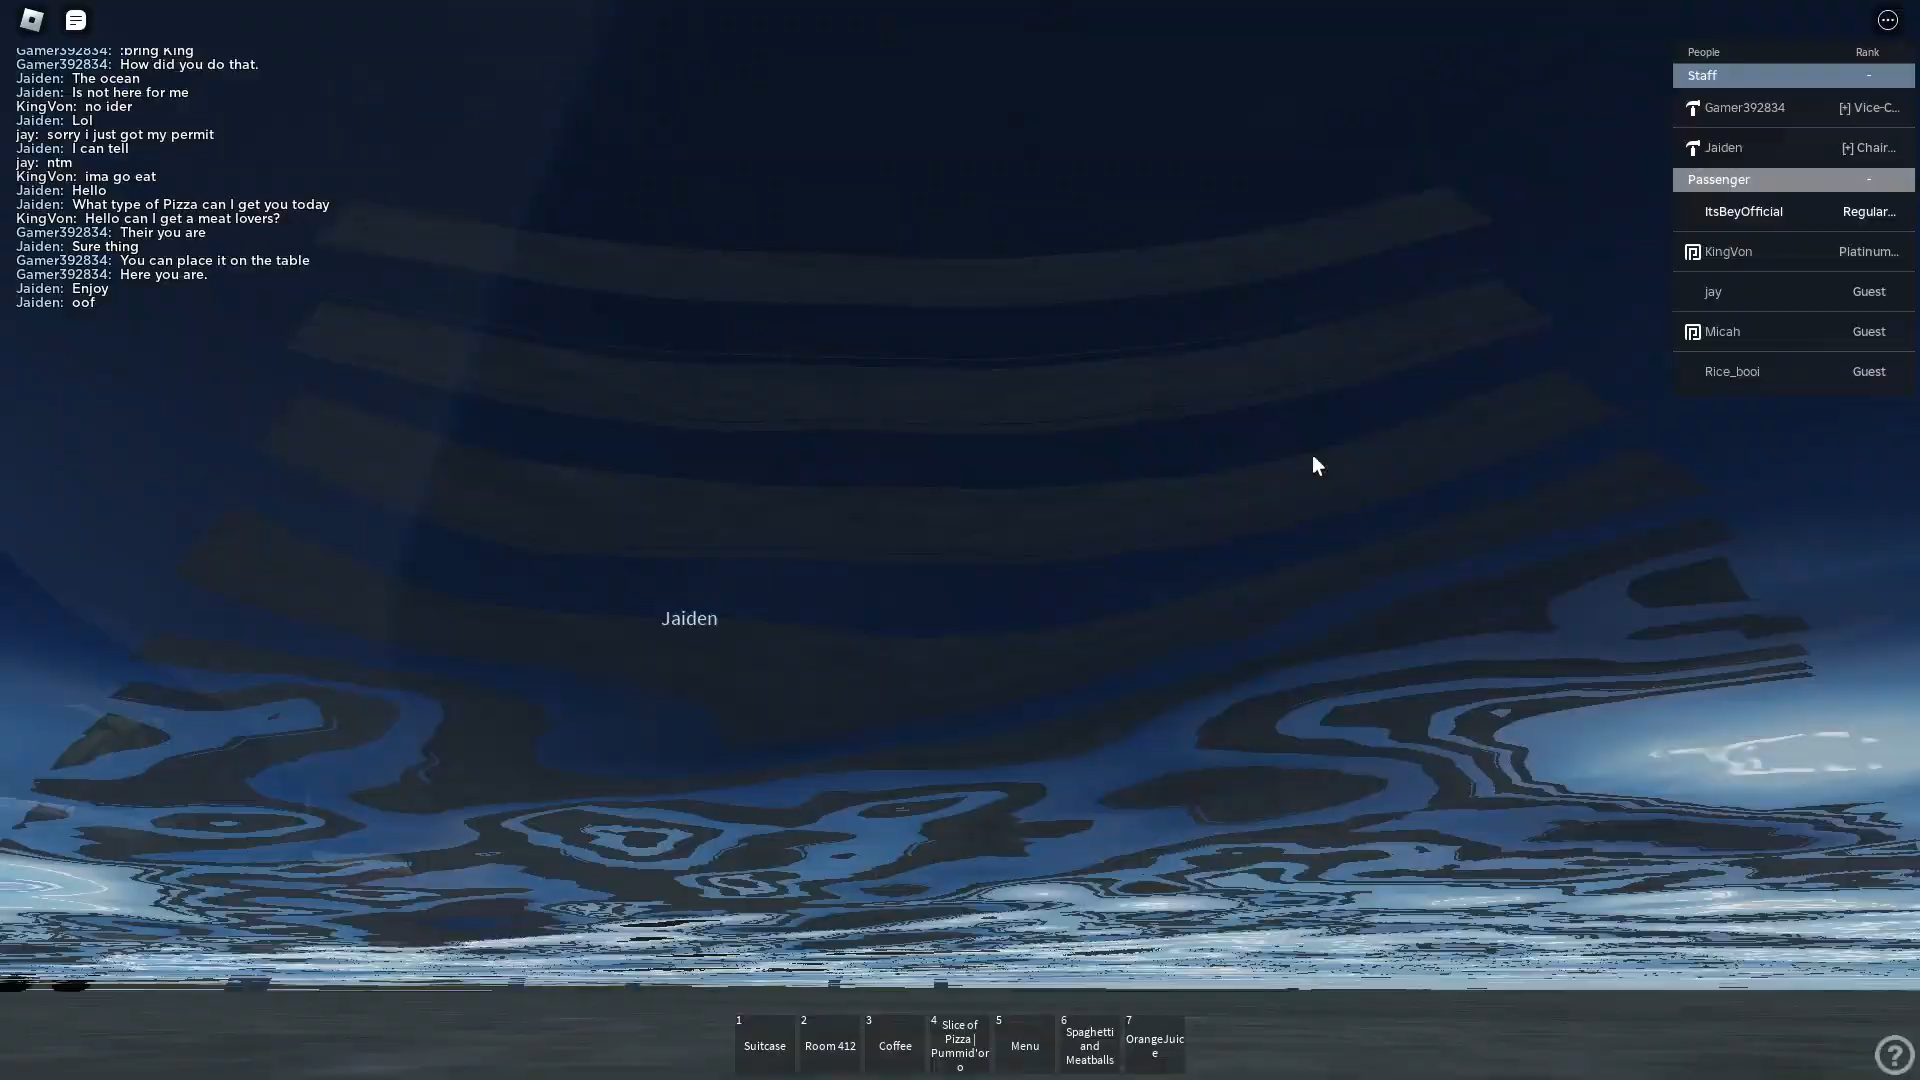 Gamer392834: :bring King
Gamer392834: How did you do that.
Jaiden: The ocean
Jaiden: Is not here for me
KingVon: no ider
Jaiden: Lol
jay: sorry i just got my permit
Jaiden: I can tell
jay: ntm
KingVon: ima go eat
Jaiden: Hello
Jaiden: What type of Pizza can I get you today
KingVon: Hello can I get a meat lovers?
Gamer392834: Their you are
Jaiden: Sure thing
Gamer392834: You can place it on the table
Gamer392834: Here you are.
Jaiden: Enjoy
Jaiden: oof
People Rank
Staff -
Gamer392834 [+] Vice-C...
Jaiden [+] Chair...
Passenger -
ItsBeyOfficial Regular...
KingVon Platinum...
jay Guest
Micah Guest
Rice_booi Guest
Jaiden
1 Suitcase
2 Room 412
3 Coffee
4 Slice of
Pizza |
Pummid'or
o
5 Menu
6 Spaghetti
and
Meatballs
7 OrangeJuic
e
?